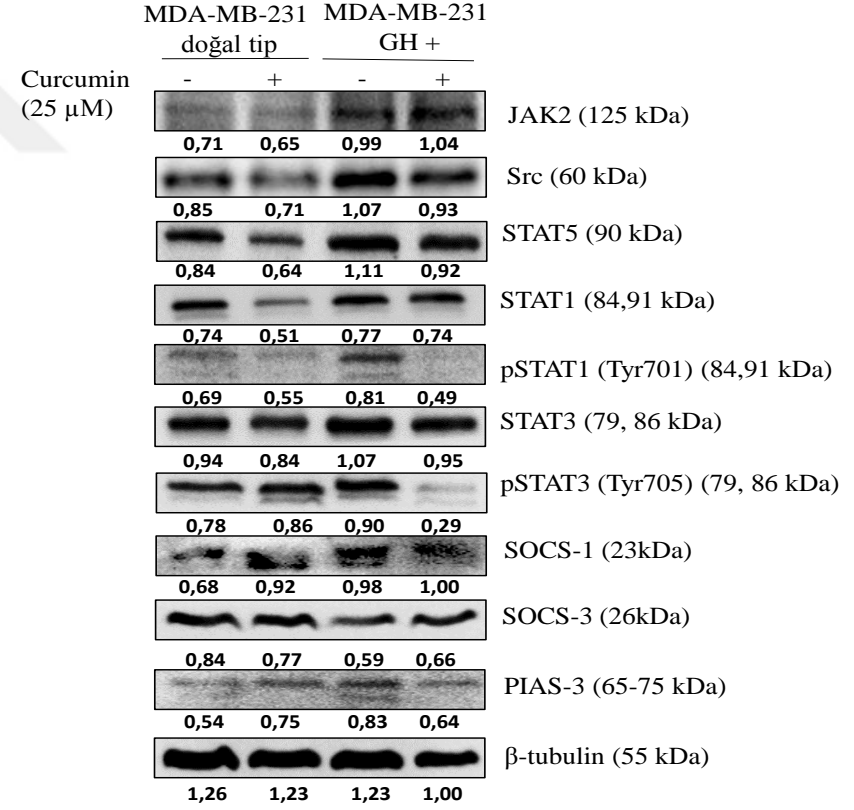 MDA-MB-231 MDA-MB-231
doğal tip GH +
Curcumin - + - +
(25 µM)
JAK2 (125 kDa)
0,71 0,65 0,99 1,04
Src (60 kDa)
0,85 0,71 1,07 0,93
STAT5 (90 kDa)
0,84 0,64 1,11 0,92
STAT1 (84,91 kDa)
0,74 0,51 0,77 0,74
pSTAT1 (Tyr701) (84,91 kDa)
0,69 0,55 0,81 0,49
STAT3 (79, 86 kDa)
0,94 0,84 1,07 0,95
pSTAT3 (Tyr705) (79, 86 kDa)
0,78 0,86 0,90 0,29
SOCS-1 (23kDa)
0,68 0,92 0,98 1,00
SOCS-3 (26kDa)
0,84 0,77 0,59 0,66
PIAS-3 (65-75 kDa)
0,54 0,75 0,83 0,64
β-tubulin (55 kDa)
1,26 1,23 1,23 1,00